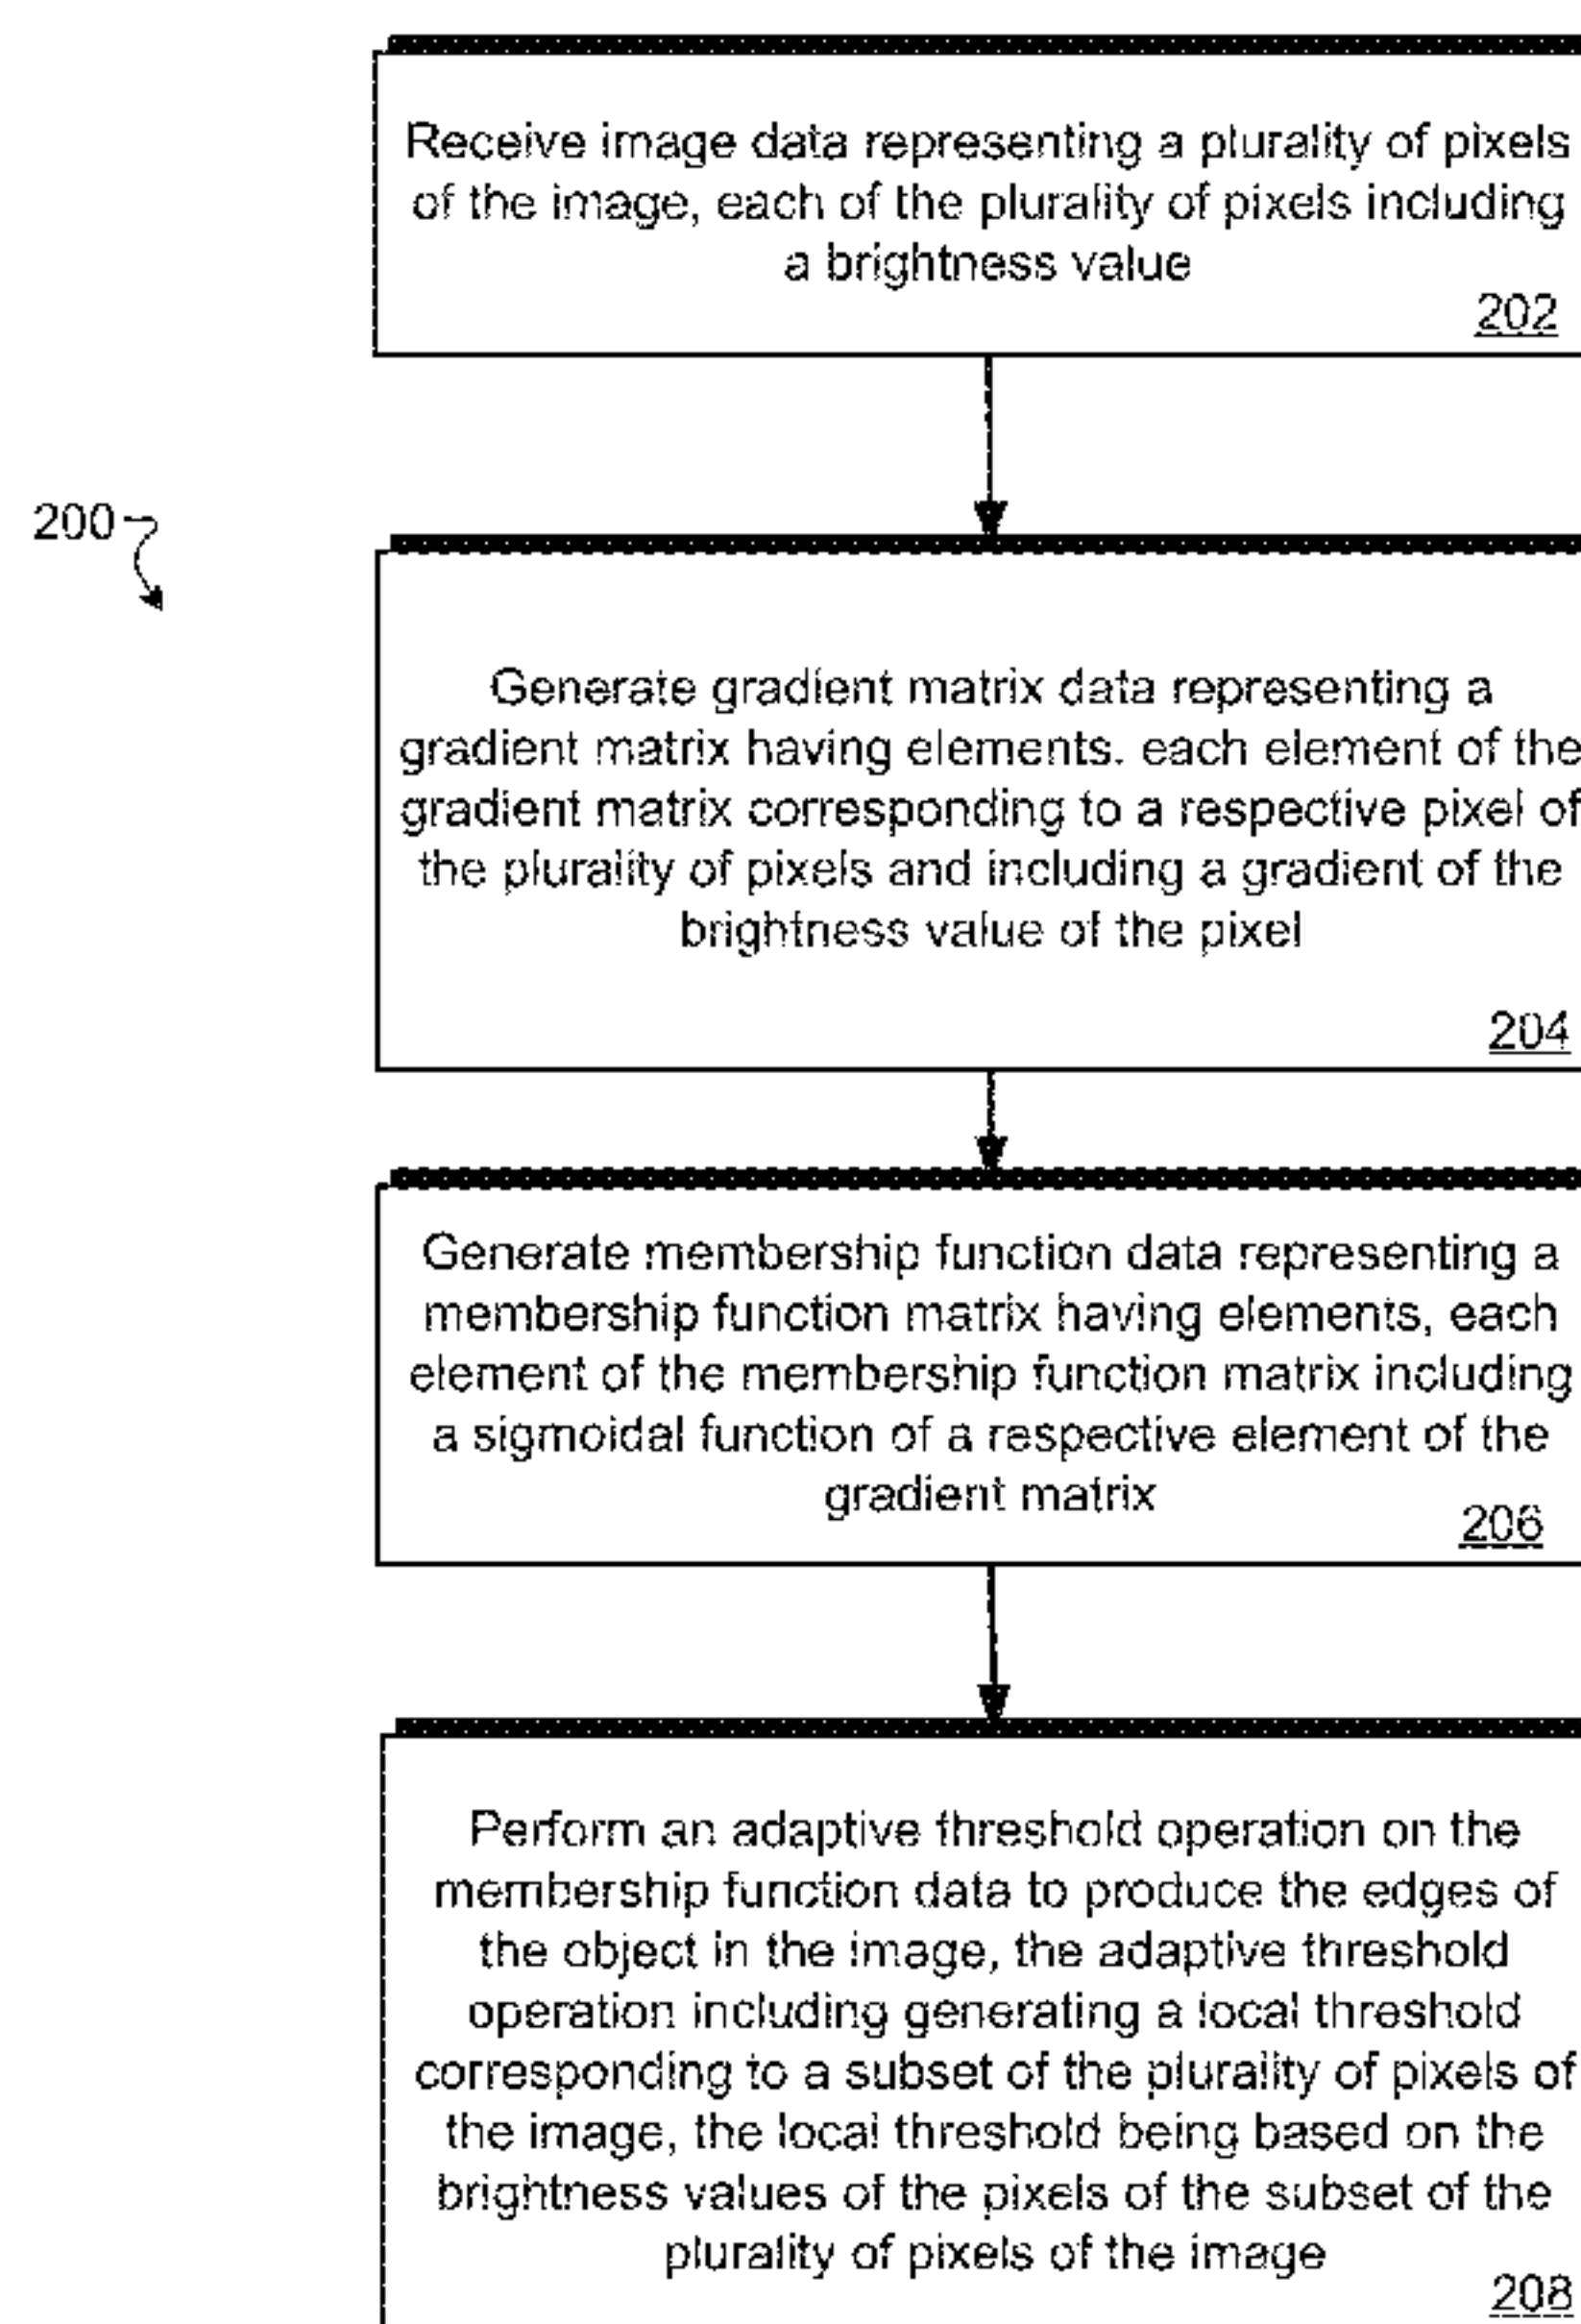 Receive image data representing a plurality of pixels
of the image, each of the plurality of pixels including
a brightness value
202
200
Generate gradient matrix data representing a
gradient matrix having elements. each element of the
gradient matrix corresponding to a respective pixel of
the plurality of pixels and including a gradient of the
brightness value of the pixel
204
Generate membership function data representing a
membership function matrix having elements, each
element of the membership function matrix including
a sigmoidal function of a respective element of the
gradient matrix
206
Perform an adaptive threshold operation on the
membership function data to produce the edges of
the object in the image, the adaptive threshold
operation including generating a local threshold
corresponding to a subset of the plurality of pixels of
the image, the local threshold being based on the
brightness values of the pixels of the subset of the
plurality of pixels of the image
208